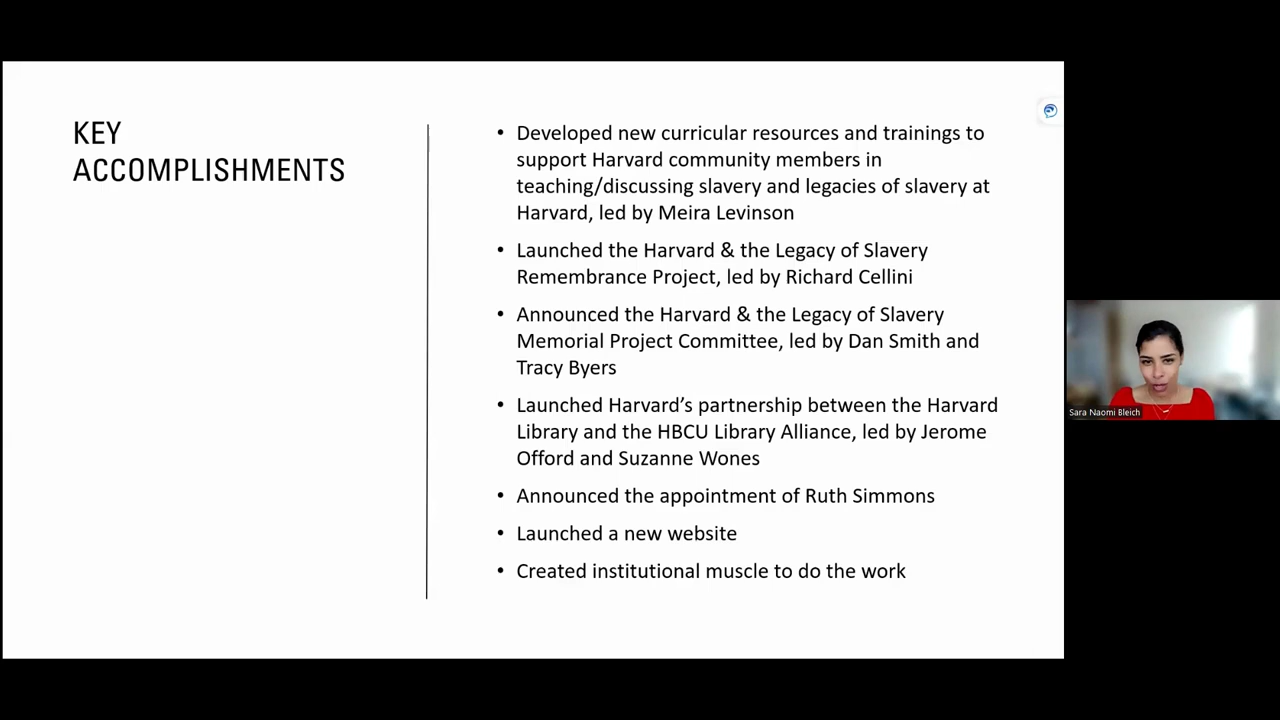 KEY
ACCOMPLISHMENTS
• Developed new curricular resources and trainings to
support Harvard community members in
teaching/discussing slavery and legacies of slavery at
Harvard, led by Meira Levinson
• Launched the Harvard & the Legacy of Slavery
Remembrance Project, led by Richard Cellini
• Announced the Harvard & the Legacy of Slavery
Memorial Project Committee, led by Dan Smith and
Tracy Byers
• Launched Harvard’s partnership between the Harvard
Library and the HBCU Library Alliance, led by Jerome
Offord and Suzanne Wones
• Announced the appointment of Ruth Simmons
• Launched a new website
• Created institutional muscle to do the work
Sara Naomi Bleich